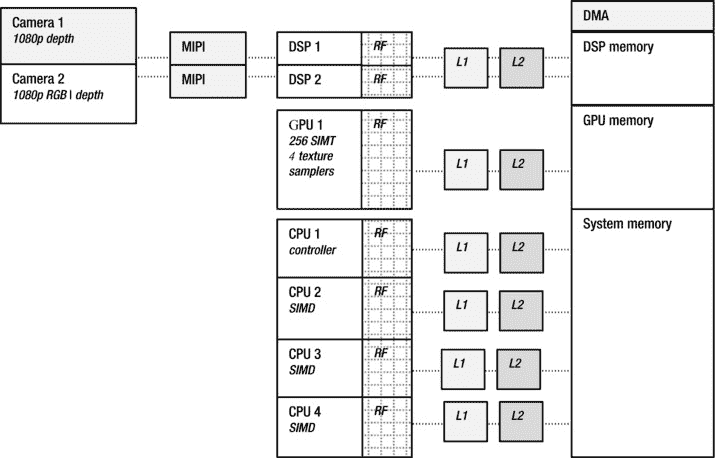 Camera 1
1080p depth
Camera 2
1080p RGB\ depth
MIPI
MIPI
DSP 1
RF
DSP 2
RF
L1
L2
DMA
DSP memory
GPU 1
RF
256 SIMT
4 texture
samplers
L1
L2
GPU memory
CPU 1
RF
controller
L1
L2
System memory
CPU 2
RF
SIMD
L1
L2
CPU 3
RF
SIMD
L1
L2
CPU 4
RF
SIMD
L1
L2